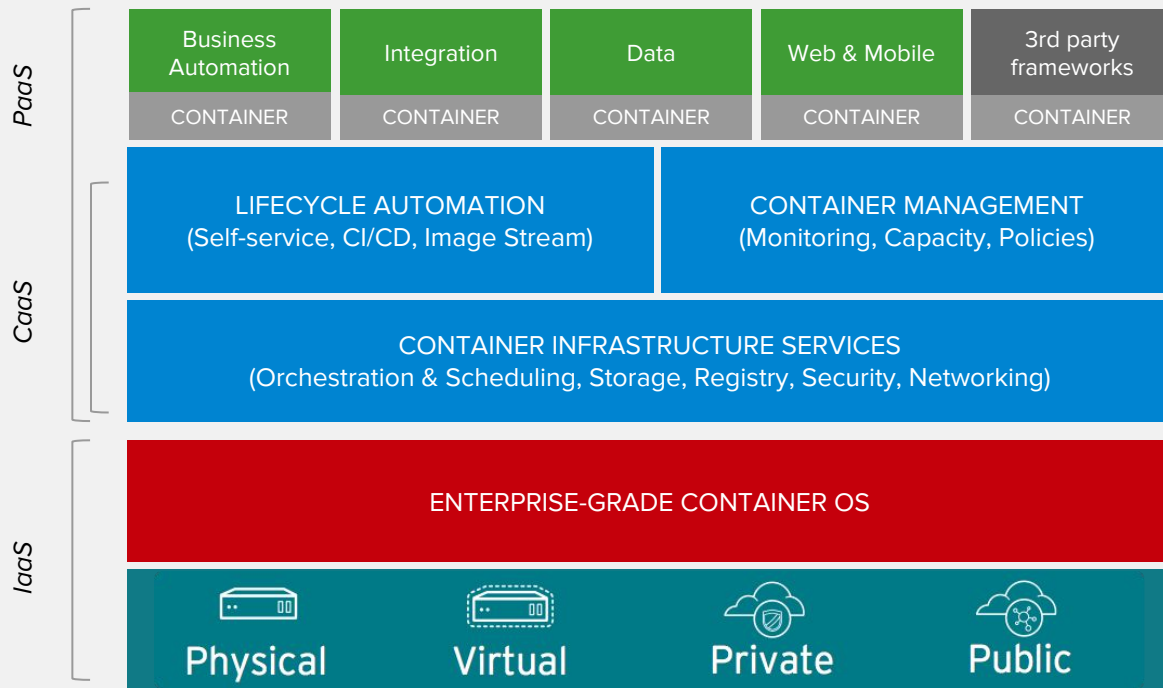 PaaS
Business
Automation
Integration
Data
Web & Mobile
3rd party
frameworks
CONTAINER
CONTAINER
CONTAINER
CONTAINER
CONTAINER
CaaS
LIFECYCLE AUTOMATION
(Self-service, CI/CD, Image Stream)
CONTAINER MANAGEMENT
(Monitoring, Capacity, Policies)
CONTAINER INFRASTRUCTURE SERVICES
(Orchestration & Scheduling, Storage, Registry, Security, Networking)
IaaS
ENTERPRISE-GRADE CONTAINER OS
Physical
Virtual
Private
Public